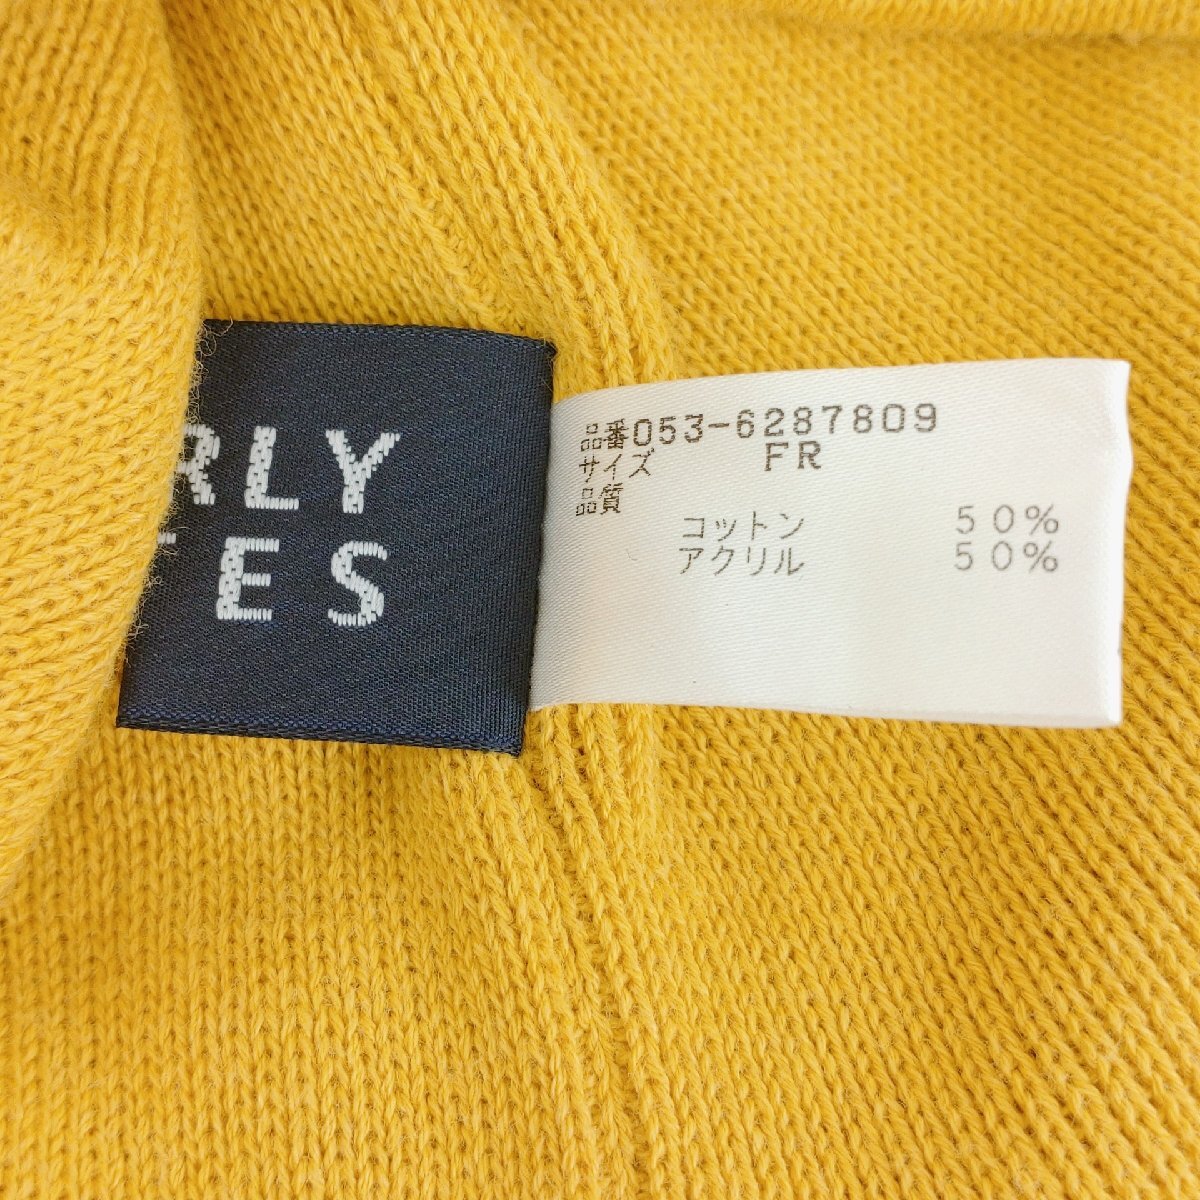 RLY
ES
品番053-6287809
サイズ FR
品質
コットン 50%
アクリル 50%